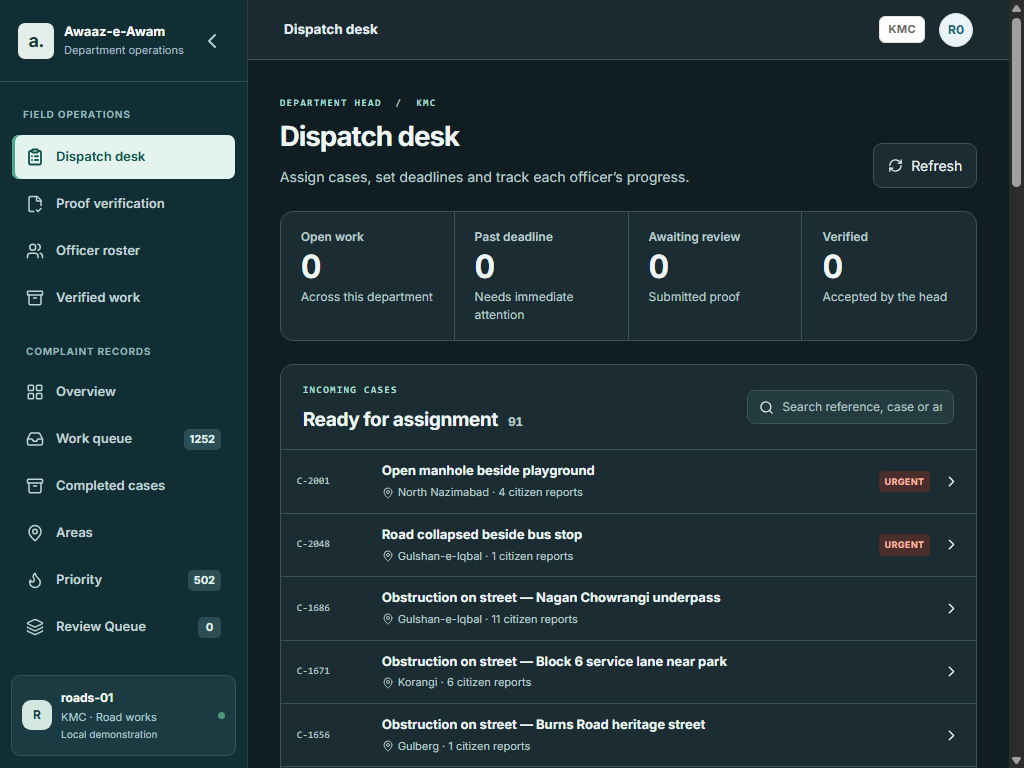 a.
Awaaz-e-Awam
Department operations
FIELD OPERATIONS
Dispatch desk
Proof verification
Officer roster
Verified work
COMPLAINT RECORDS
Overview
Work queue 1252
Completed cases
Areas
Priority 502
Review Queue 0
R
roads-01
KMC · Road works
Local demonstration
Dispatch desk
KMC
RO
DEPARTMENT HEAD / KMC
Dispatch desk
Assign cases, set deadlines and track each officer’s progress.
Refresh
Open work
0
Across this department
Past deadline
0
Needs immediate
attention
Awaiting review
0
Submitted proof
Verified
0
Accepted by the head
INCOMING CASES
Ready for assignment 91
Search reference, case or ar
C-2001
Open manhole beside playground
North Nazimabad · 4 citizen reports
URGENT
C-2048
Road collapsed beside bus stop
Gulshan-e-Iqbal · 1 citizen reports
URGENT
C-1686
Obstruction on street — Nagan Chowrangi underpass
Gulshan-e-Iqbal · 11 citizen reports
C-1671
Obstruction on street — Block 6 service lane near park
Korangi · 6 citizen reports
C-1656
Obstruction on street — Burns Road heritage street
Gulberg · 1 citizen reports